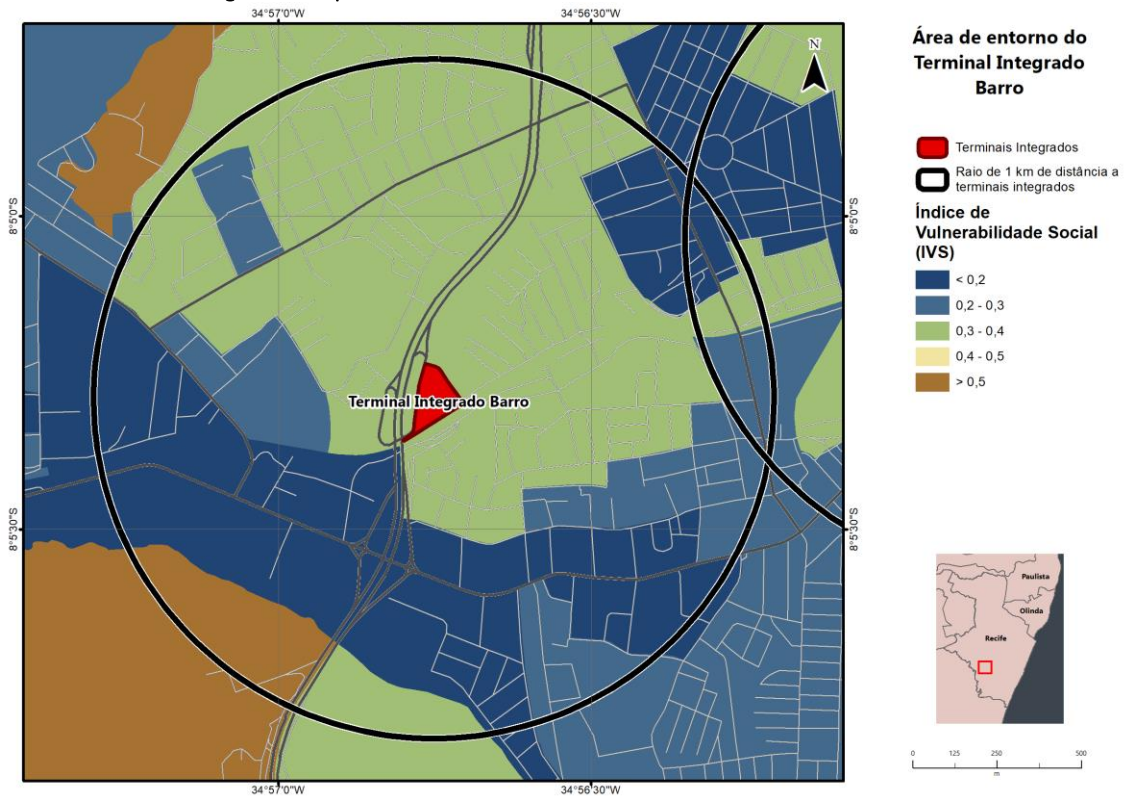 34°57'0"W
34°56'30"W
N
8°5'0"S
8°5'0"S
Terminal Integrado Barro
8°5'30"S
8°5'30"S
34°57'0"W
34°56'30"W
Área de entorno do
Terminal Integrado
Barro
Terminais Integrados
Raio de 1 km de distância a
terminais integrados
Índice de
Vulnerabilidade Social
(IVS)
< 0,2
0,2 - 0,3
0,3 - 0,4
0,4 - 0,5
> 0,5
Paulista
Olinda
Recife
0 125 250 500
m